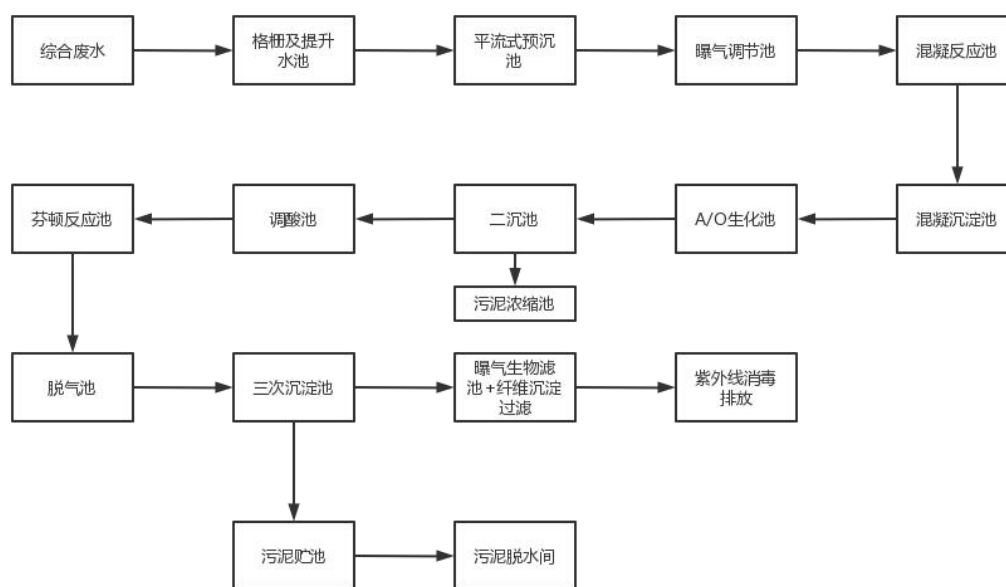 综合废水
格栅及提升
水池
平流式预沉
池
曝气调节池
混凝反应池
芬顿反应池
调酸池
二沉池
A/O生化池
混凝沉淀池
污泥浓缩池
脱气池
三次沉淀池
曝气生物滤
池+纤维沉淀
过滤
紫外线消毒
排放
污泥贮池
污泥脱水间